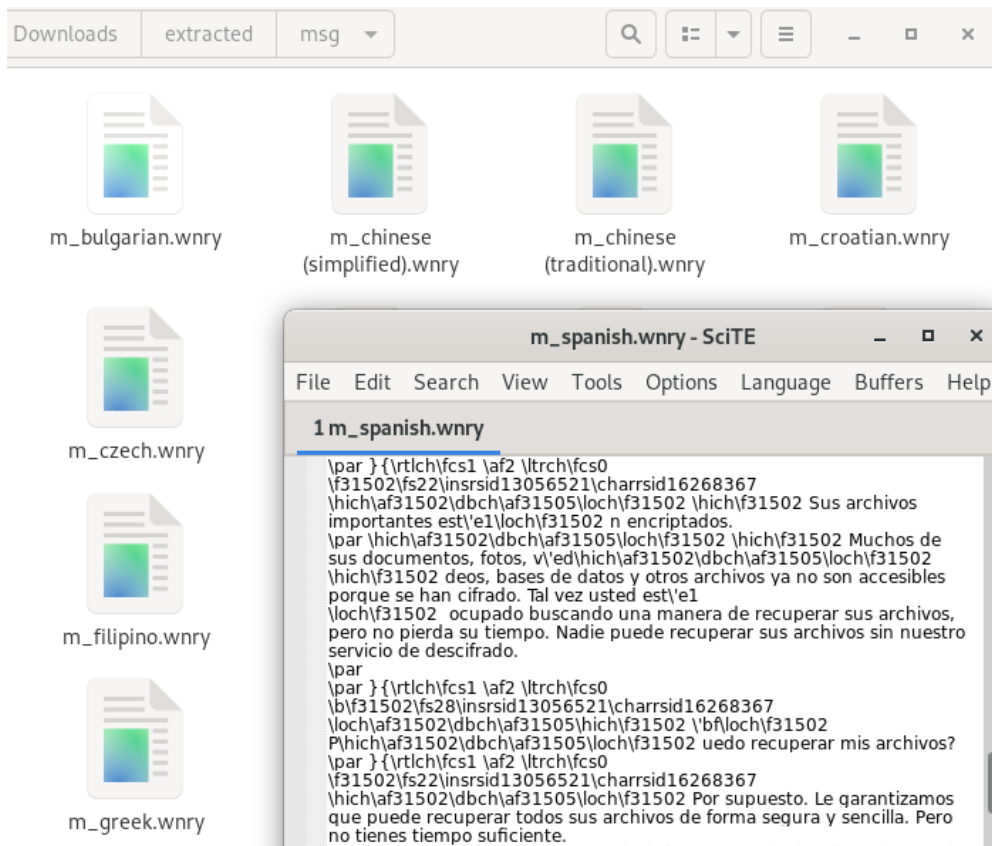 Downloads
extracted
msg
m_bulgarian.wnry
m_chinese
(simplified).wnry
m_chinese
(traditional).wnry
m_croatian.wnry
m_czech.wnry
m_filipino.wnry
m_greek.wnry
m_spanish.wnry - SciTE
File Edit Search View Tools Options Language Buffers Help
1 m_spanish.wnry
\par }{\rtlch\fcs1 \af2 \ltrch\fcs0
\f31502\fs22\insrsid13056521\charrsid16268367
\hich\af31502\dbch\af31505\loch\f31502 \hich\f31502 Sus archivos
importantes est\'e1\loch\f31502 n encriptados.
\par \hich\af31502\dbch\af31505\loch\f31502 \hich\f31502 Muchos de
sus documentos, fotos, v\'ed\hich\af31502\dbch\af31505\loch\f31502
\hich\f31502 deos, bases de datos y otros archivos ya no son accesibles
porque se han cifrado. Tal vez usted est\'e1
\loch\f31502  ocupado buscando una manera de recuperar sus archivos,
pero no pierda su tiempo. Nadie puede recuperar sus archivos sin nuestro
servicio de descifrado.
\par
\par }{\rtlch\fcs1 \af2 \ltrch\fcs0
\b\f31502\fs28\insrsid13056521\charrsid16268367
\loch\af31502\dbch\af31505\hich\f31502 \'bf\loch\f31502
P\hich\af31502\dbch\af31505\loch\f31502 uedo recuperar mis archivos?
\par }{\rtlch\fcs1 \af2 \ltrch\fcs0
\f31502\fs22\insrsid13056521\charrsid16268367
\hich\af31502\dbch\af31505\loch\f31502 Por supuesto. Le garantizamos
que puede recuperar todos sus archivos de forma segura y sencilla. Pero
no tienes tiempo suficiente.